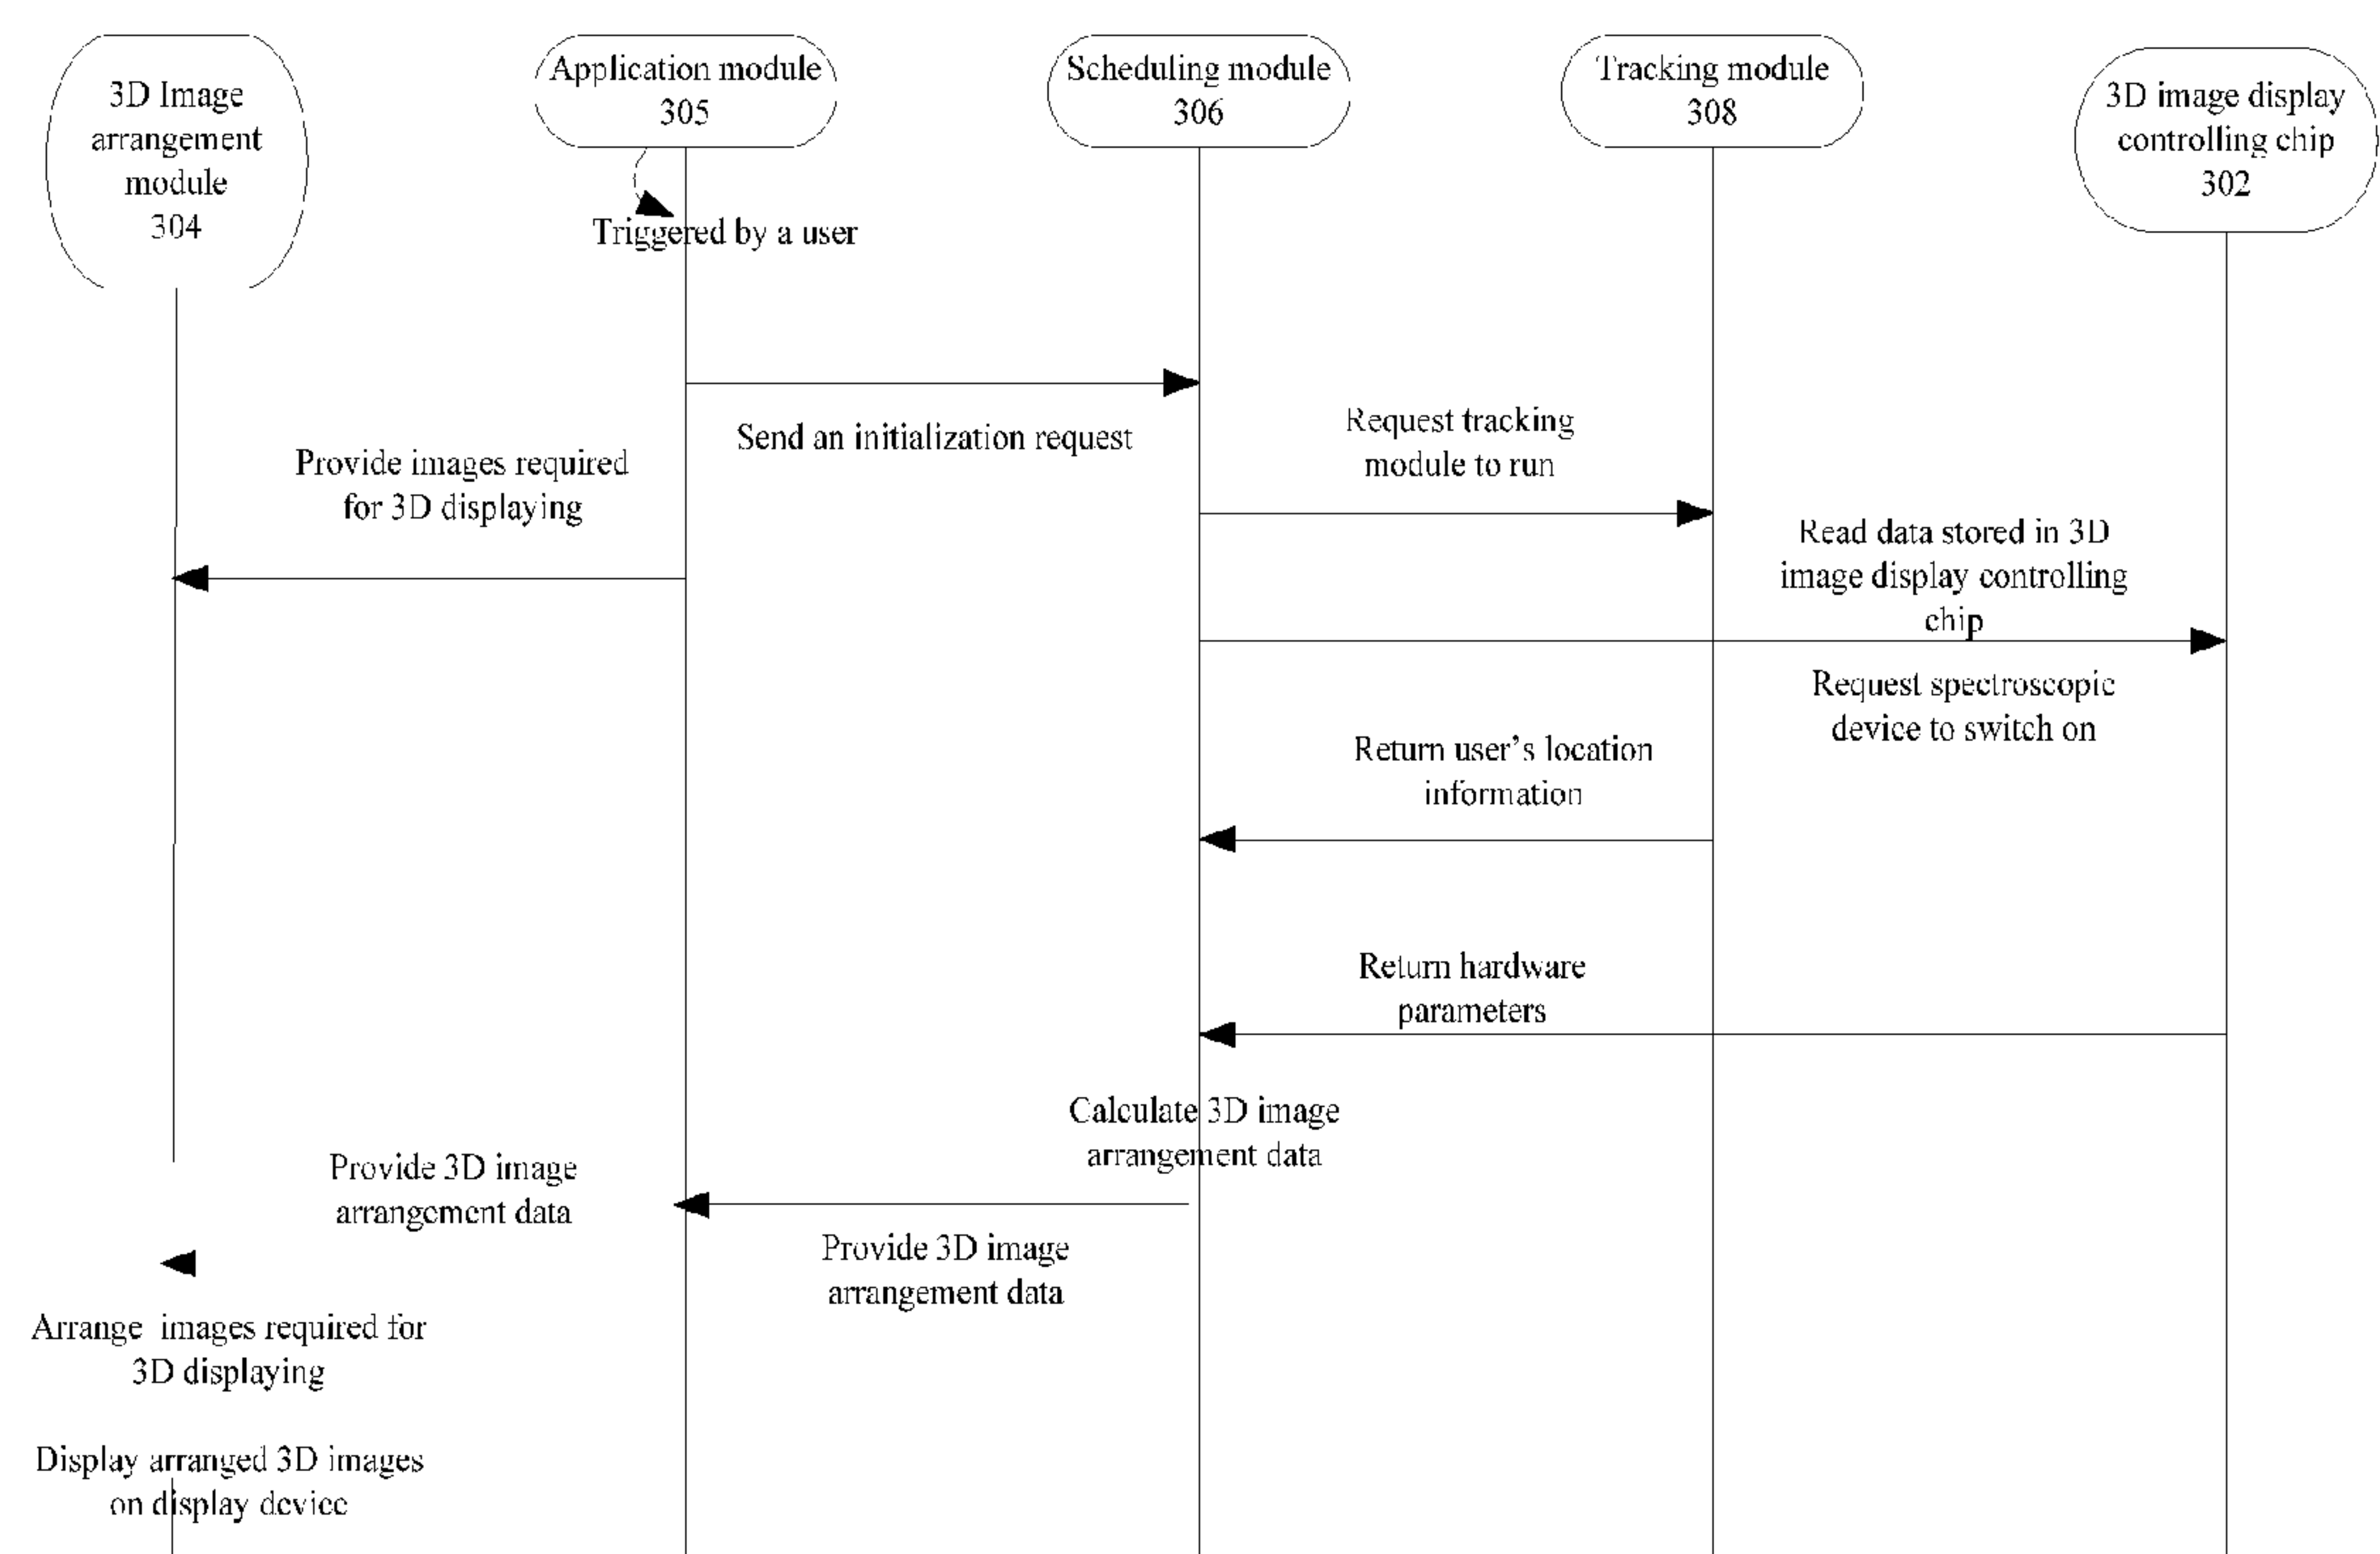 3D Image
arrangement
module
304
Application module
305
Scheduling module
306
Tracking module
308
3D image display
controlling chip
302
Triggered by a user
Send an initialization request
Request tracking
module to run
Provide images required
for 3D displaying
Read data stored in 3D
image display controlling
chip
Request spectroscopic
device to switch on
Return user's location
information
Return hardware
parameters
Calculate 3D image
arrangement data
Provide 3D image
arrangement data
Provide 3D image
arrangement data
Arrange images required for
3D displaying
Display arranged 3D images
on display device